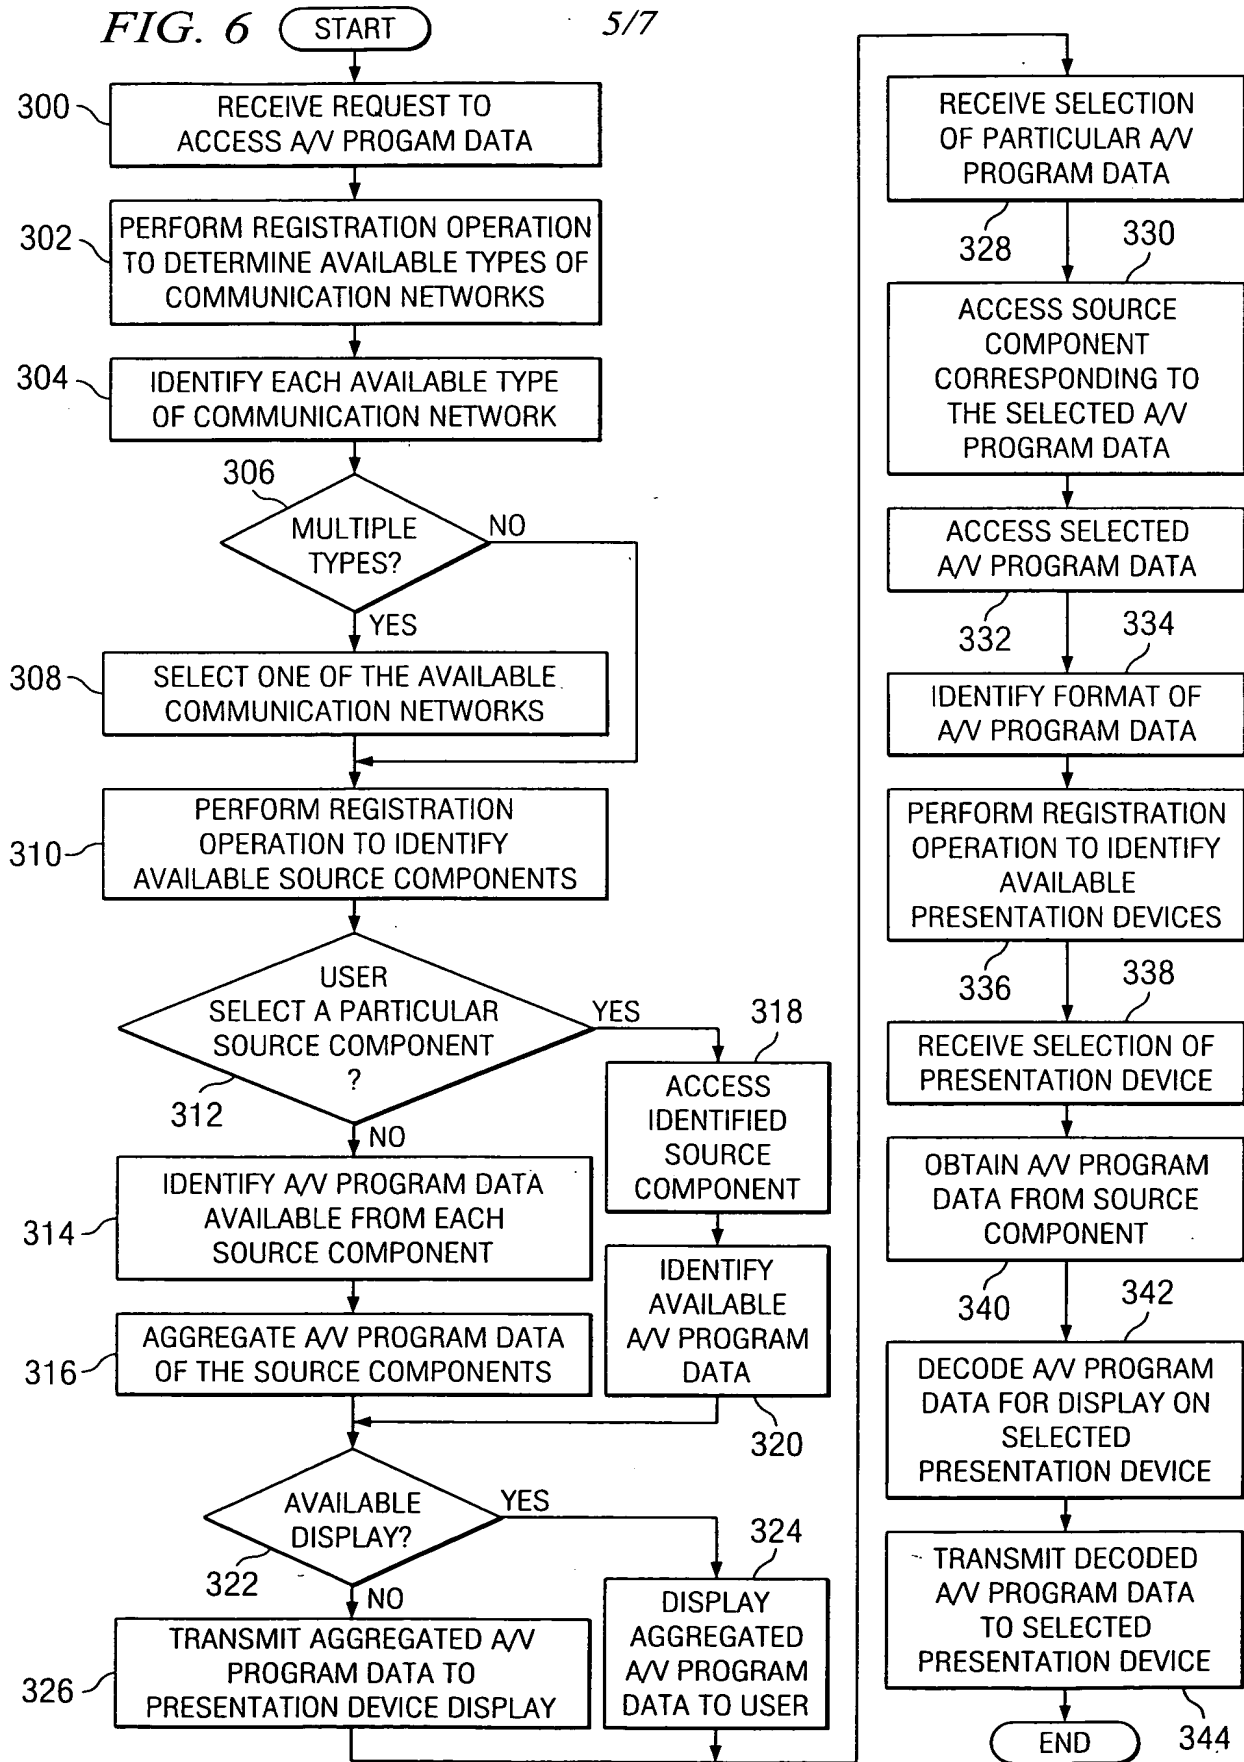 FIG. 6
START
5/7
300
RECEIVE REQUEST TO
ACCESS A/V PROGAM DATA
302
PERFORM REGISTRATION OPERATION
TO DETERMINE AVAILABLE TYPES OF
COMMUNICATION NETWORKS
304
IDENTIFY EACH AVAILABLE TYPE
OF COMMUNICATION NETWORK
306
MULTIPLE
TYPES?
NO
YES
308
SELECT ONE OF THE AVAILABLE
COMMUNICATION NETWORKS
310
PERFORM REGISTRATION
OPERATION TO IDENTIFY
AVAILABLE SOURCE COMPONENTS
USER
SELECT A PARTICULAR
SOURCE COMPONENT
?
312
YES
NO
318
ACCESS
IDENTIFIED
SOURCE
COMPONENT
314
IDENTIFY A/V PROGRAM DATA
AVAILABLE FROM EACH
SOURCE COMPONENT
316
AGGREGATE A/V PROGRAM DATA
OF THE SOURCE COMPONENTS
IDENTIFY
AVAILABLE
A/V PROGRAM
DATA
320
AVAILABLE
DISPLAY?
322
YES
NO
324
DISPLAY
AGGREGATED
A/V PROGRAM
DATA TO USER
326
TRANSMIT AGGREGATED A/V
PROGRAM DATA TO
PRESENTATION DEVICE DISPLAY
RECEIVE SELECTION
OF PARTICULAR A/V
PROGRAM DATA
328
330
ACCESS SOURCE
COMPONENT
CORRESPONDING TO
THE SELECTED A/V
PROGRAM DATA
ACCESS SELECTED
A/V PROGRAM DATA
332
334
IDENTIFY FORMAT OF
A/V PROGRAM DATA
PERFORM REGISTRATION
OPERATION TO IDENTIFY
AVAILABLE
PRESENTATION DEVICES
336
338
RECEIVE SELECTION OF
PRESENTATION DEVICE
OBTAIN A/V PROGRAM
DATA FROM SOURCE
COMPONENT
340
342
DECODE A/V PROGRAM
DATA FOR DISPLAY ON
SELECTED
PRESENTATION DEVICE
TRANSMIT DECODED
A/V PROGRAM DATA
TO SELECTED
PRESENTATION DEVICE
344
END